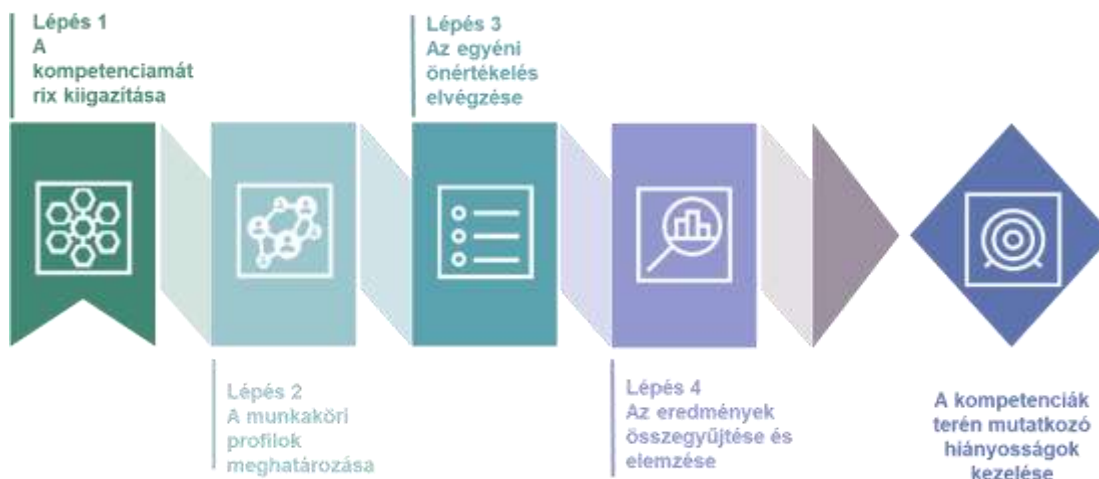 Lépés 1
A
kompetenciamát
rix kiigazítása
Lépés 2
A munkaköri
profilok
meghatározása
Lépés 3
Az egyéni
önértékelés
elvégzése
Lépés 4
Az eredmények
összegyűjtése és
elemzése
A kompetenciák
terén mutatkozó
hiányosságok
kezelése